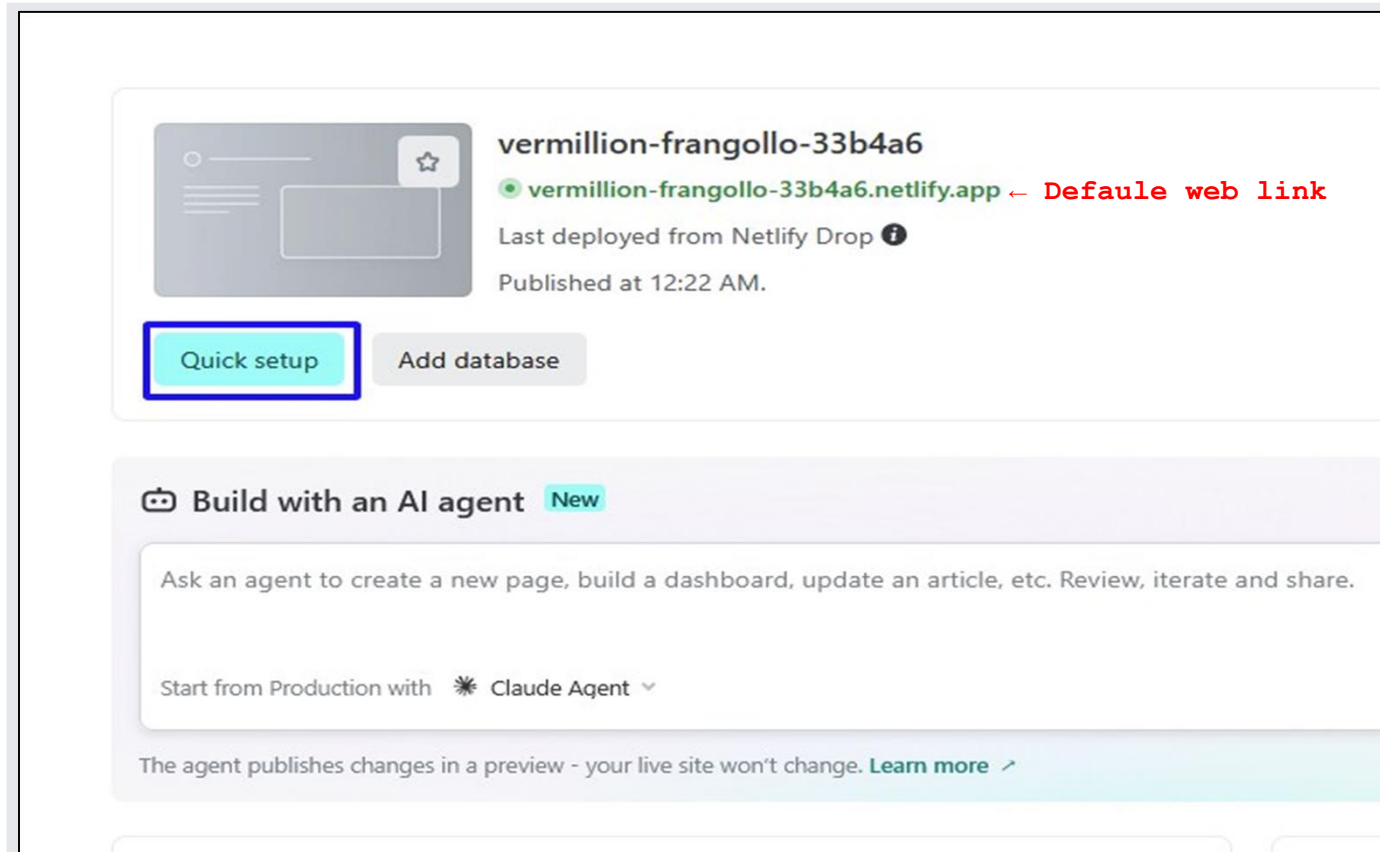 vermillion-frangollo-33b4a6
vermillion-frangollo-33b4a6.netlify.app ← Defaule web link
Last deployed from Netlify Drop
Published at 12:22 AM.
Quick setup
Add database
Build with an AI agent New
Ask an agent to create a new page, build a dashboard, update an article, etc. Review, iterate and share.
Start from Production with Claude Agent
The agent publishes changes in a preview - your live site won't change. Learn more ↗